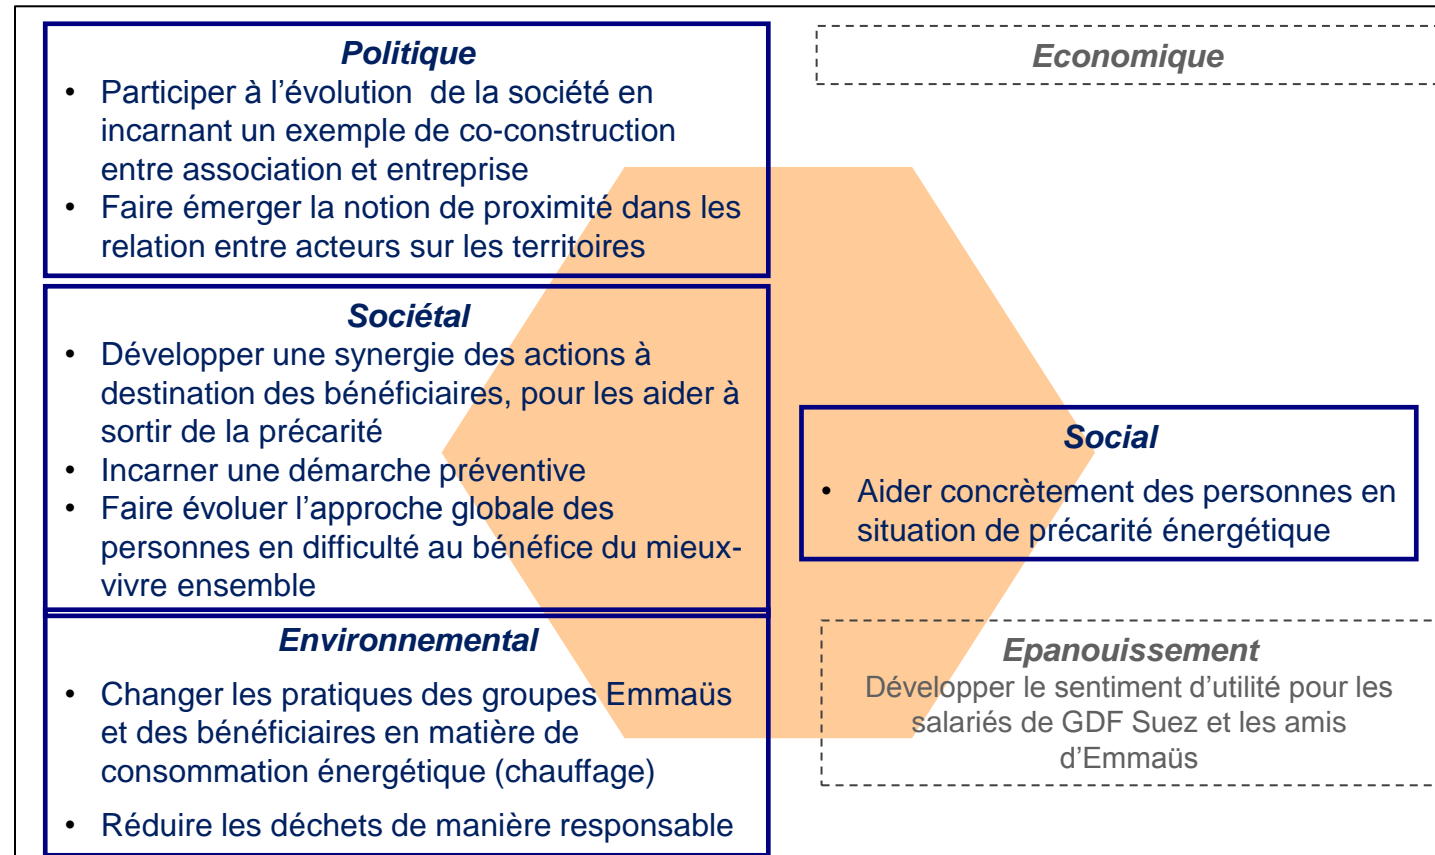 Politique
• Participer à l’évolution de la société en
incarnant un exemple de co-construction
entre association et entreprise
• Faire émerger la notion de proximité dans les
relation entre acteurs sur les territoires
Sociétal
• Développer une synergie des actions à
destination des bénéficiaires, pour les aider à
sortir de la précarité
• Incarner une démarche préventive
• Faire évoluer l’approche globale des
personnes en difficulté au bénéfice du mieux-
vivre ensemble
Environnemental
• Changer les pratiques des groupes Emmaüs
et des bénéficiaires en matière de
consommation énergétique (chauffage)
• Réduire les déchets de manière responsable
Economique
Social
• Aider concrètement des personnes en
situation de précarité énergétique
Epanouissement
Développer le sentiment d’utilité pour les
salariés de GDF Suez et les amis
d’Emmaüs